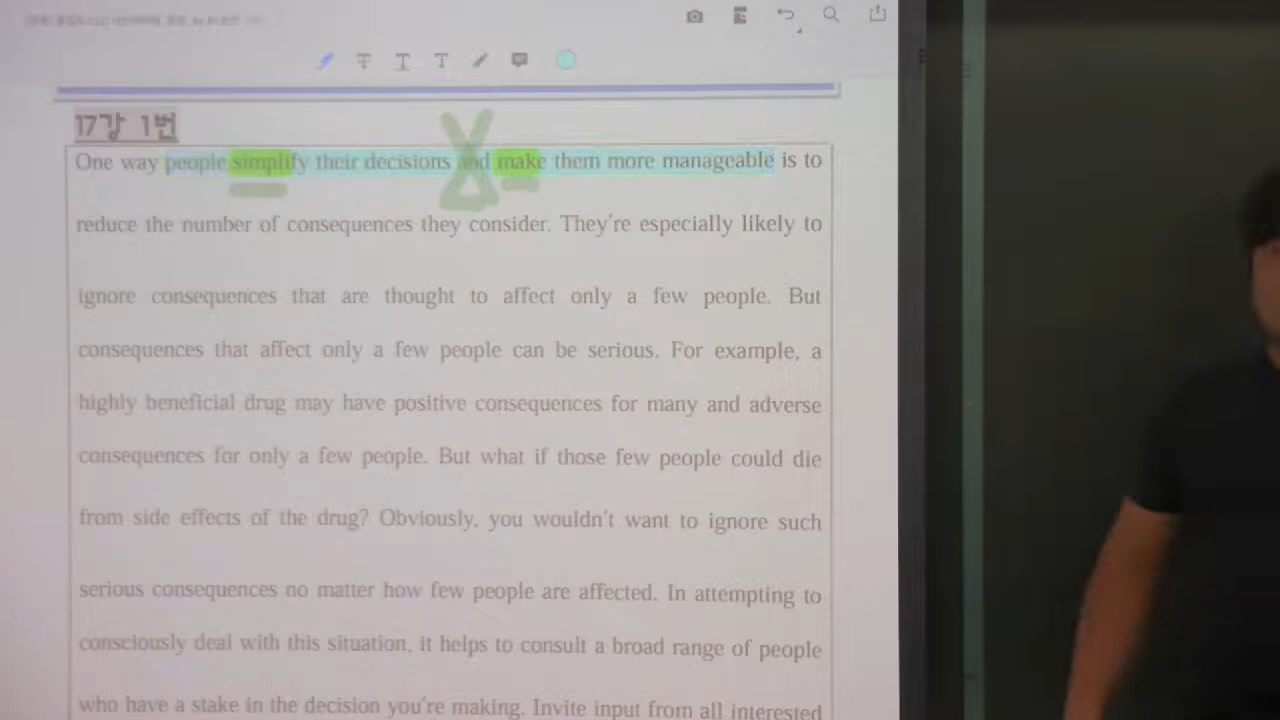 17강 1번
One way people simplify their decisions and make them more manageable is to
reduce the number of consequences they consider. They're especially likely to
ignore consequences that are thought to affect only a few people. But
consequences that affect only a few people can be serious. For example, a
highly beneficial drug may have positive consequences for many and adverse
consequences for only a few people. But what if those few people could die
from side effects of the drug? Obviously, you wouldn't want to ignore such
serious consequences no matter how few people are affected. In attempting to
consciously deal with this situation, it helps to consult a broad range of people
who have a stake in the decision you're making. Invite input from all interested